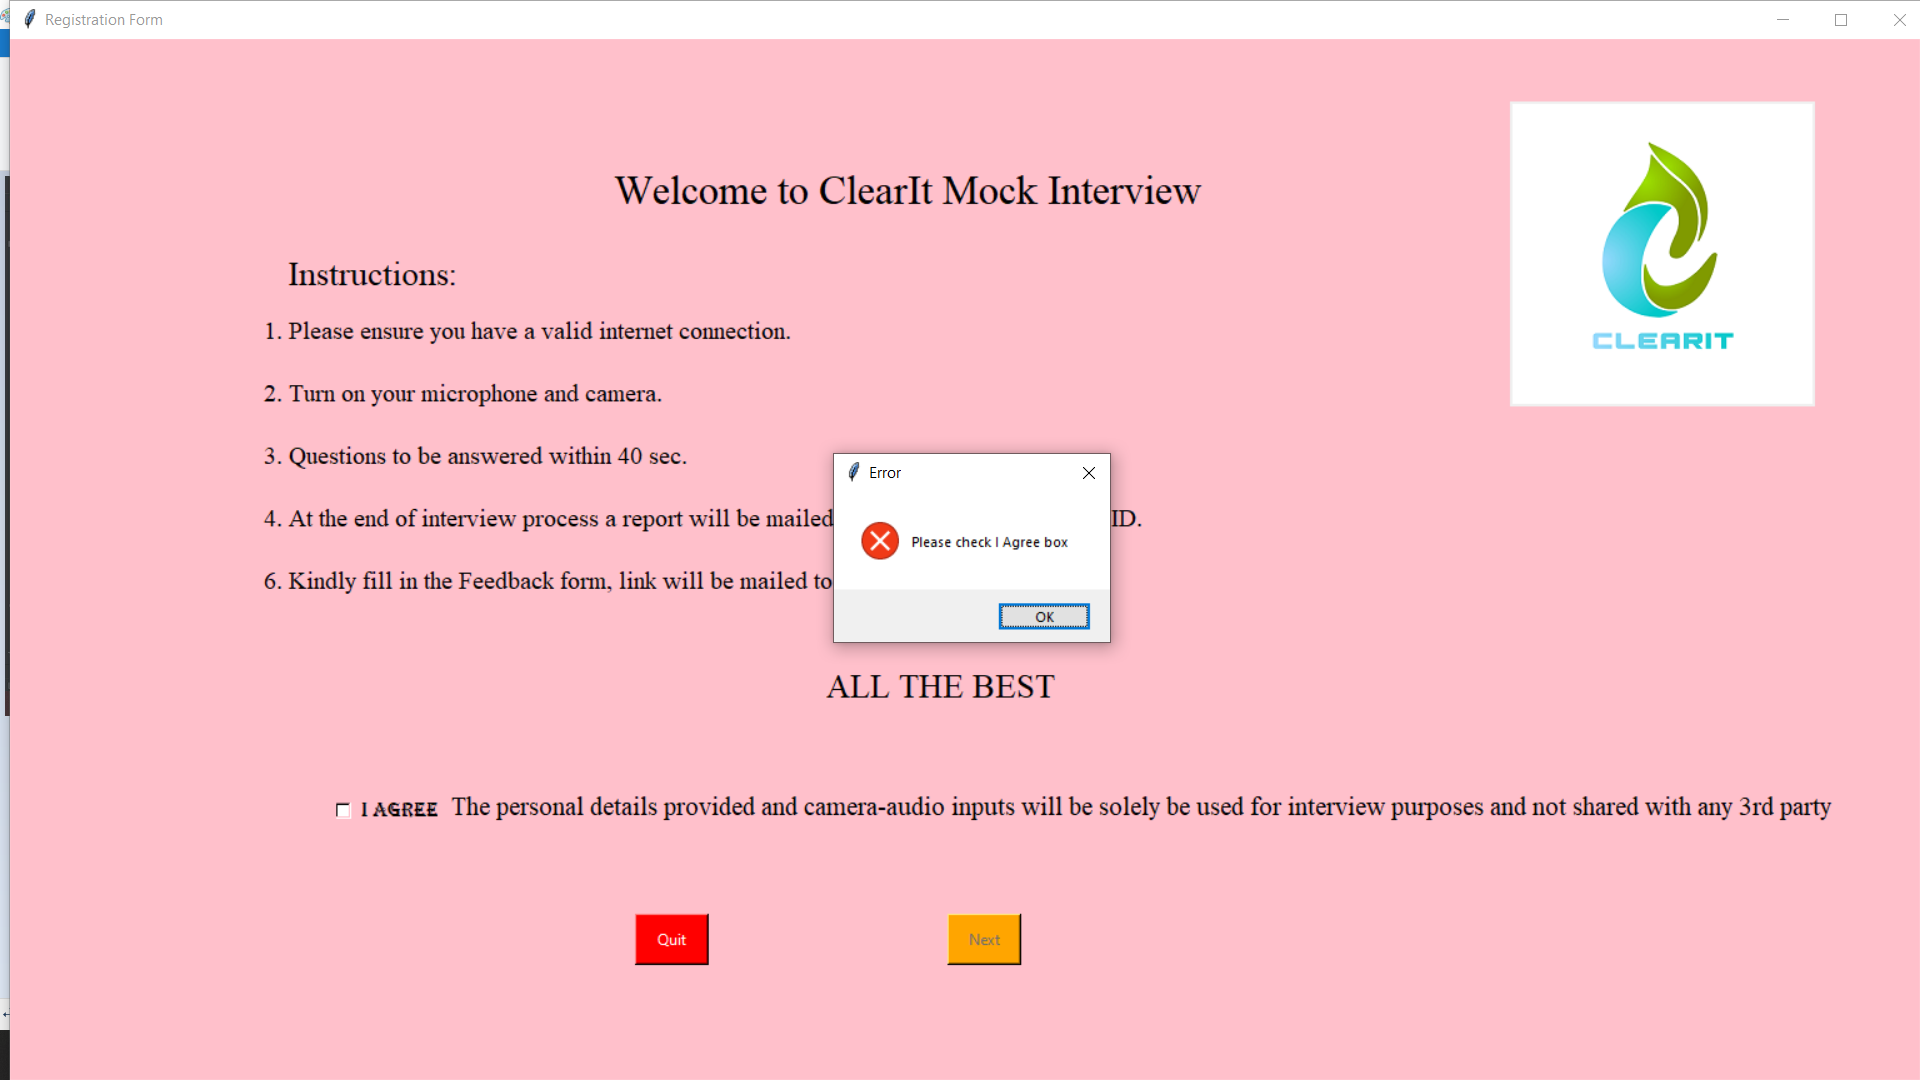 Registration Form
Welcome to ClearIt Mock Interview
CLEARIT
Instructions:
1. Please ensure you have a valid internet connection.
2. Turn on your microphone and camera.
3. Questions to be answered within 40 sec.
4. At the end of interview process a report will be mailed ID.
6. Kindly fill in the Feedback form, link will be mailed to
Error
Please check I Agree box
OK
ALL THE BEST
I AGREE The personal details provided and camera-audio inputs will be solely be used for interview purposes and not shared with any 3rd party
Quit Next